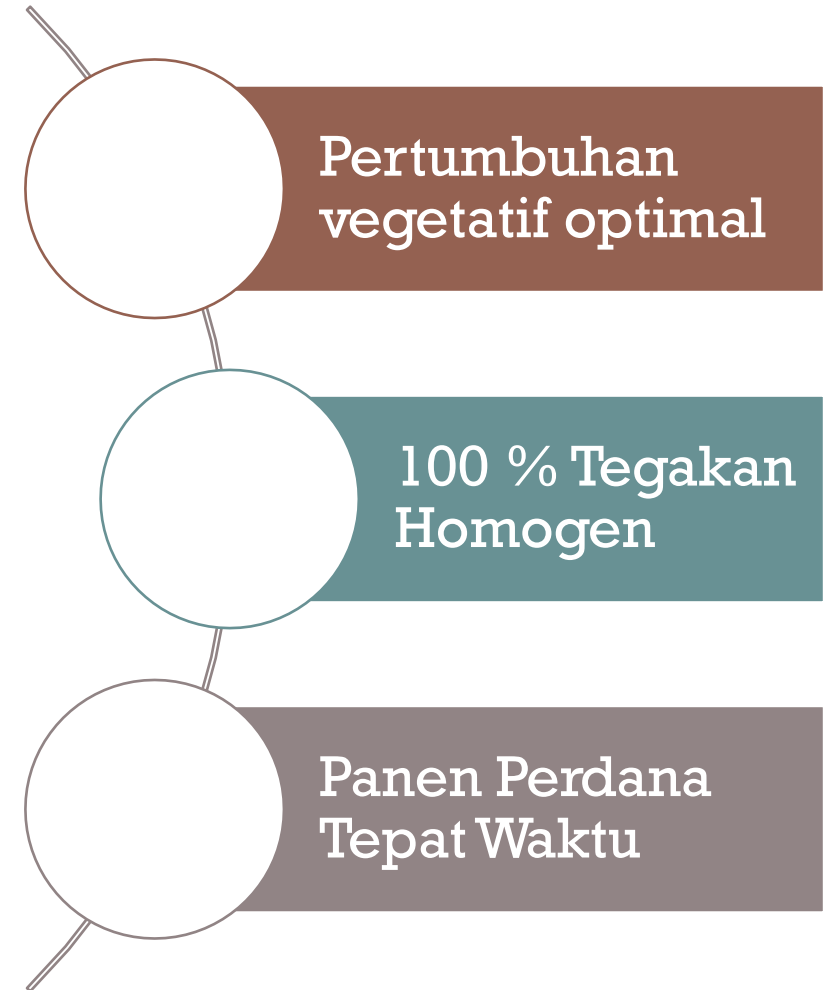 Pertumbuhan
vegetatif optimal
100 % Tegakan
Homogen
Panen Perdana
Tepat Waktu